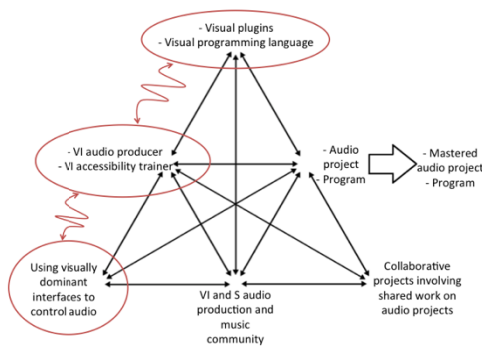 - Visual plugins
- Visual programming language
- VI audio producer
- VI accessibility trainer
- Audio
project
- Program
- Mastered
audio project
- Program
Using visually
dominant
interfaces to
control audio
VI and S audio
production and
music
community
Collaborative
projects involving
shared work on
audio projects